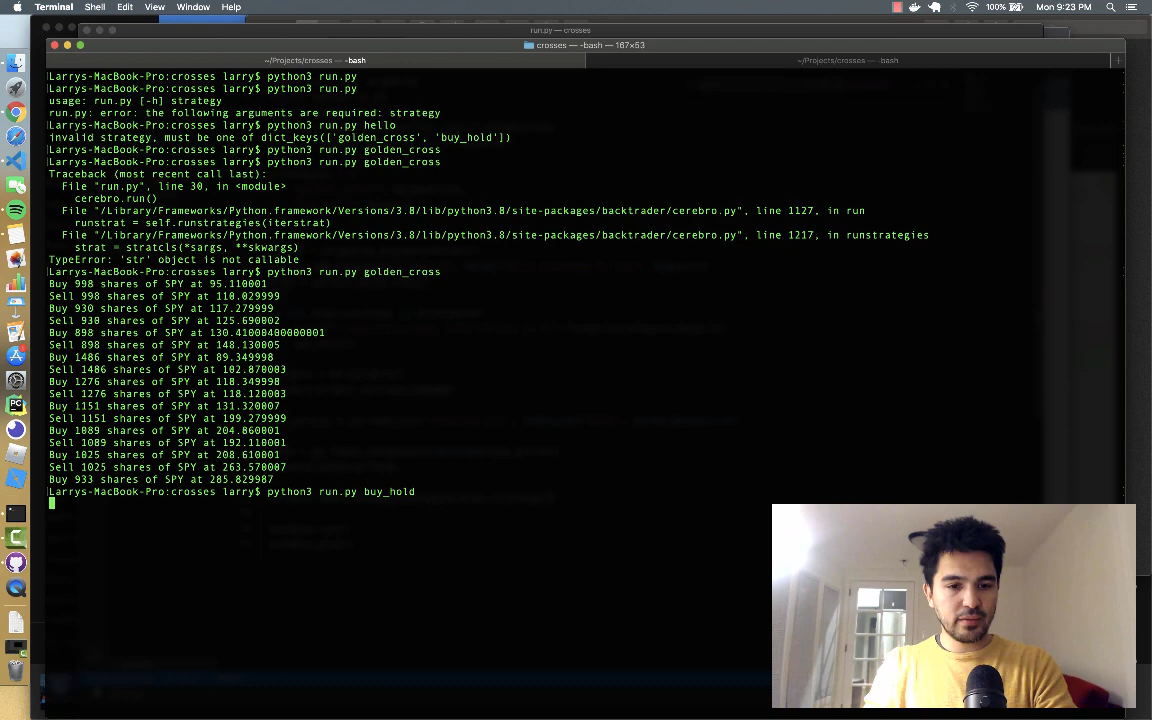 Terminal Shell Edit View Window Help
100% Mon 9:23 PM
run.py — crosses
crosses — -bash — 167×53
~/Projects/crosses — -bash
~/Projects/crosses — -bash
Larrys-MacBook-Pro:crosses larry$ python3 run.py
Larrys-MacBook-Pro:crosses larry$ python3 run.py
usage: run.py [-h] strategy
run.py: error: the following arguments are required: strategy
Larrys-MacBook-Pro:crosses larry$ python3 run.py hello
invalid strategy, must be one of dict_keys(['golden_cross', 'buy_hold'])
Larrys-MacBook-Pro:crosses larry$ python3 run.py golden_cross
Larrys-MacBook-Pro:crosses larry$ python3 run.py golden_cross
Traceback (most recent call last):
  File "run.py", line 30, in <module>
    cerebro.run()
  File "/Library/Frameworks/Python.framework/Versions/3.8/lib/python3.8/site-packages/backtrader/cerebro.py", line 1127, in run
    runstrat = self.runstrategies(iterstrat)
  File "/Library/Frameworks/Python.framework/Versions/3.8/lib/python3.8/site-packages/backtrader/cerebro.py", line 1217, in runstrategies
    strat = stratcls(*sargs, **skwargs)
TypeError: 'str' object is not callable
Larrys-MacBook-Pro:crosses larry$ python3 run.py golden_cross
Buy 998 shares of SPY at 95.110001
Sell 998 shares of SPY at 110.029999
Buy 930 shares of SPY at 117.279999
Sell 930 shares of SPY at 125.690002
Buy 898 shares of SPY at 130.41000400000001
Sell 898 shares of SPY at 148.130005
Buy 1486 shares of SPY at 89.349998
Sell 1486 shares of SPY at 102.870003
Buy 1276 shares of SPY at 118.349998
Sell 1276 shares of SPY at 118.120003
Buy 1151 shares of SPY at 131.320007
Sell 1151 shares of SPY at 199.279999
Buy 1089 shares of SPY at 204.860001
Sell 1089 shares of SPY at 192.110001
Buy 1025 shares of SPY at 208.610001
Sell 1025 shares of SPY at 263.570007
Buy 933 shares of SPY at 285.829987
Larrys-MacBook-Pro:crosses larry$ python3 run.py buy_hold